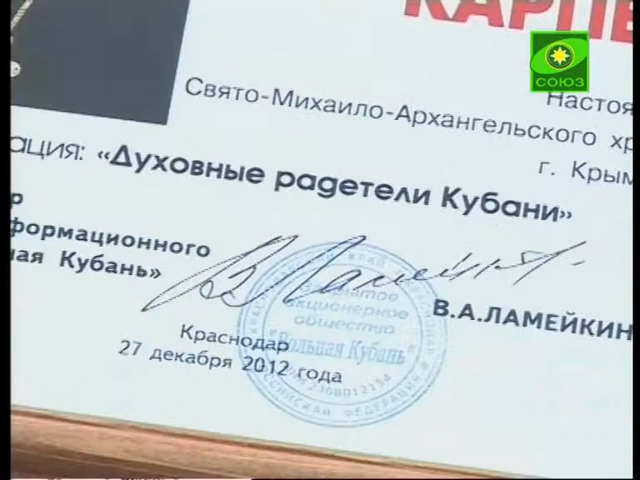 КАРПЕ
СОЮЗ
Настоя
Свято-Михаило-Архангельского хр
г. Крым
ация: «Духовные радетели Кубани»
р
формационного
ная Кубань»
В.А.ЛАМЕЙКИН
Краснодар
27 декабря 2012 года
акционерное
общество
Вольная Кубань